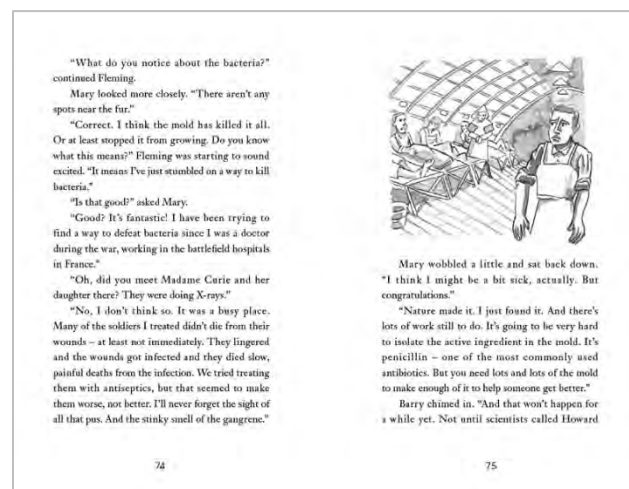 "What do you notice about the bacteria?"
continued Fleming.
Mary looked more closely. "There aren't any
spots near the fur."
"Correct. I think the mold has killed it all.
Or at least stopped it from growing. Do you know
what this means?" Fleming was starting to sound
excited. "It means I've just stumbled on a way to kill
bacteria."
"Is that good?" asked Mary.
"Good? It's fantastic! I have been trying to
find a way to defeat bacteria since I was a doctor
during the war, working in the battlefield hospitals
in France."
"Oh, did you meet Madame Curie and her
daughter there? They were doing X-rays."
"No, I don't think so. It was a busy place.
Many of the soldiers I treated didn't die from their
wounds – at least not immediately. They lingered
and the wounds got infected and they died slow,
painful deaths from the infection. We tried treating
them with antiseptics, but that seemed to make
them worse, not better. I'll never forget the sight of
all that pus. And the stinky smell of the gangrene."
74
Mary wobbled a little and sat back down.
"I think I might be a bit sick, actually. But
congratulations."
"Nature made it. I just found it. And there's
lots of work still to do. It's going to be very hard
to isolate the active ingredient in the mold. It's
penicillin – one of the most commonly used
antibiotics. But you need lots and lots of the mold
to make enough of it to help someone get better."
Barry chimed in. "And that won't happen for
a while yet. Not until scientists called Howard
75